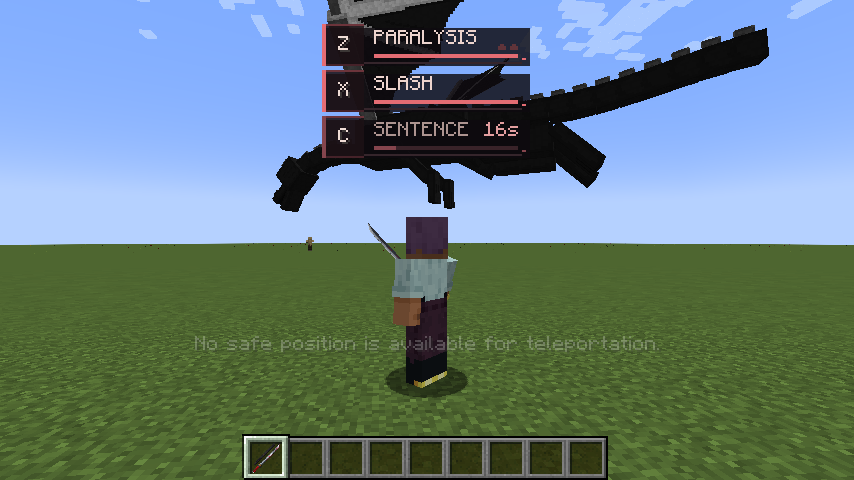 Z PARALYSIS
X SLASH
C SENTENCE 16s
No safe position is available for teleportation.